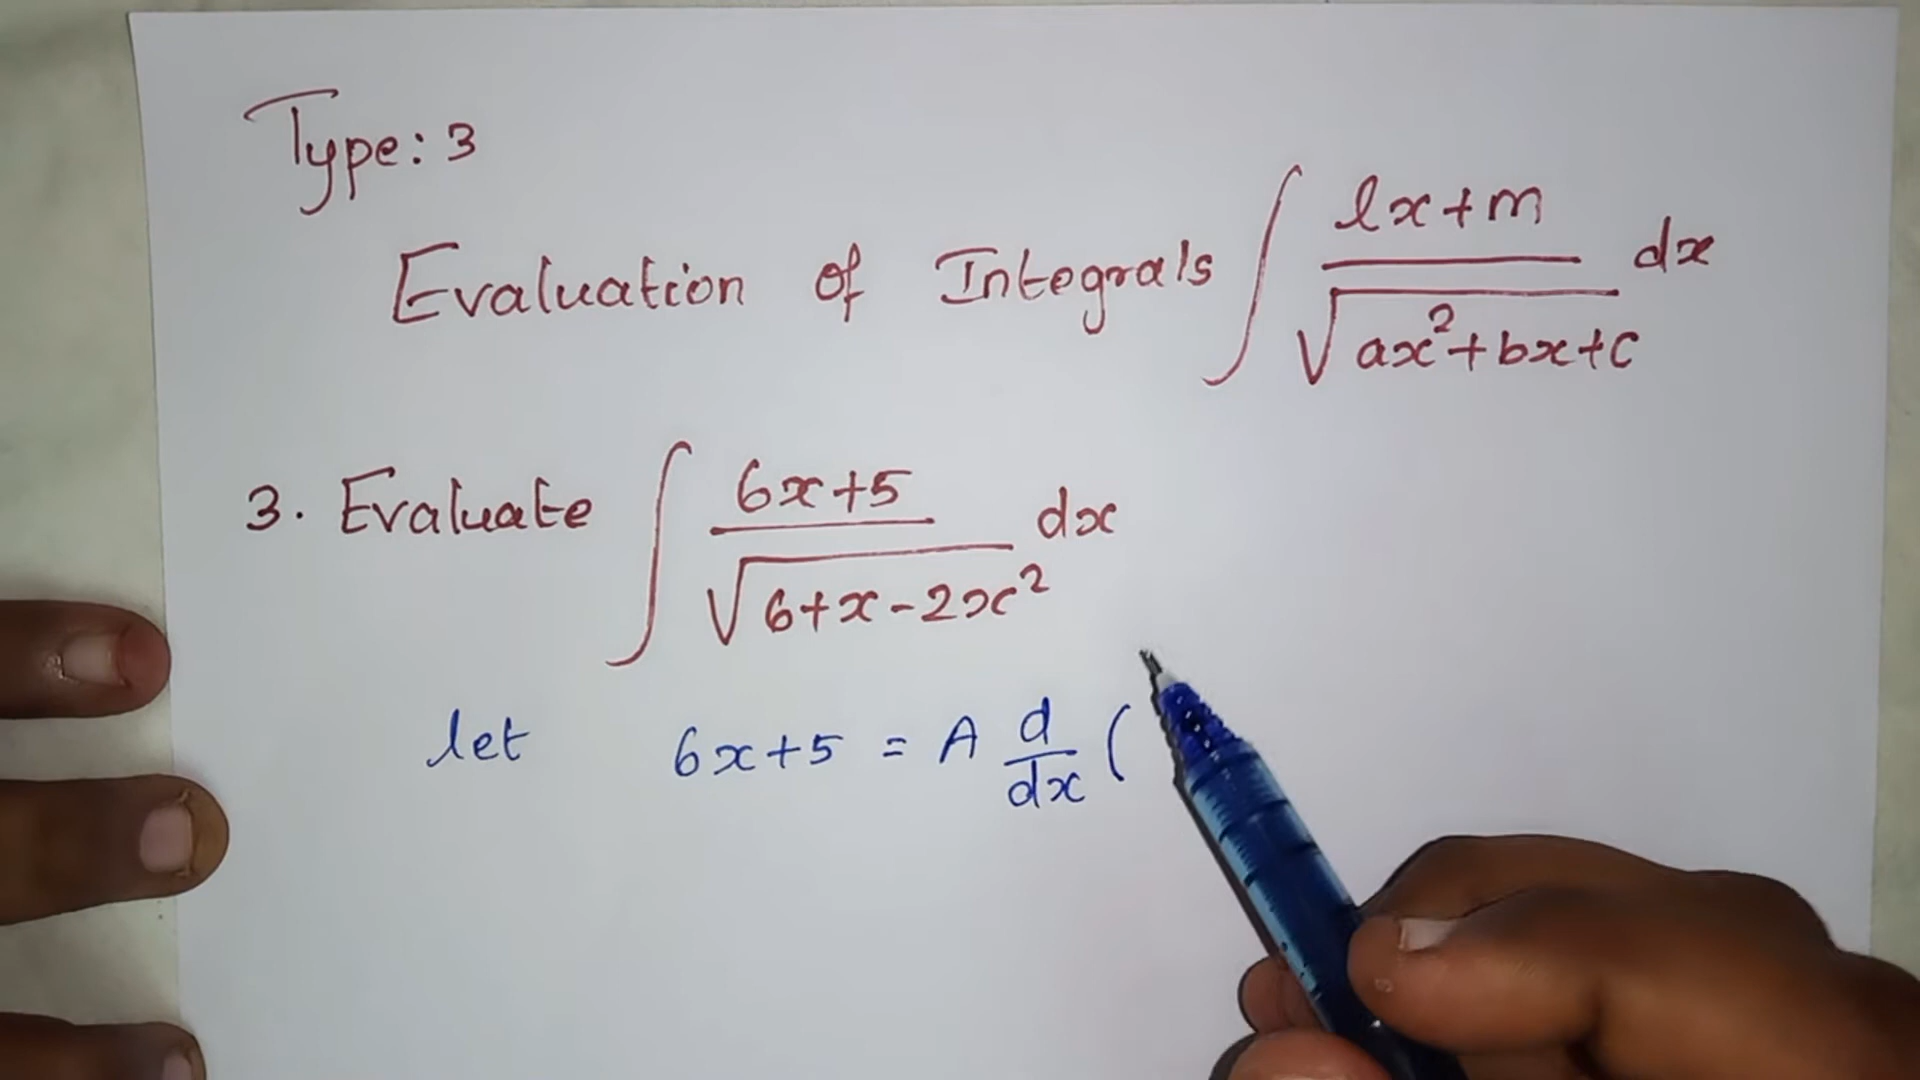 Type: 3
Evaluation of Integrals ∫ (lx+m)/√(ax²+bx+c) dx
3. Evaluate ∫ (6x+5)/√(6+x-2x²) dx
let 6x+5 = A d/dx (